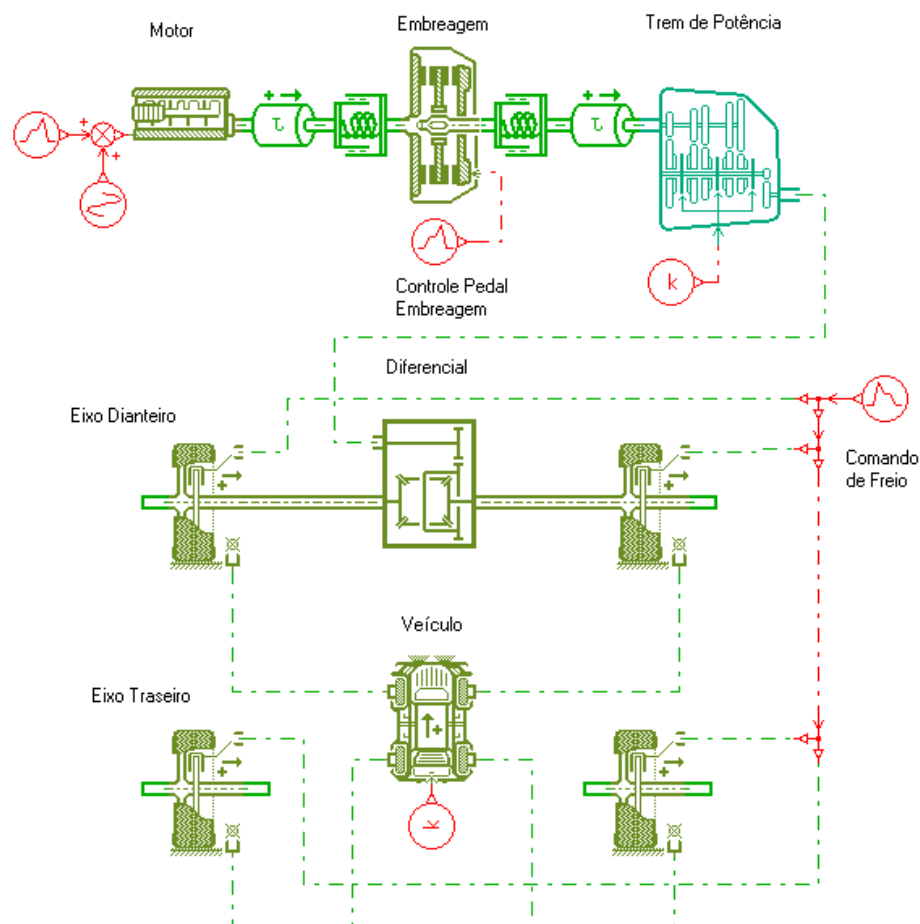 Motor
Embreagem
Trem de Potência
τ
τ
k
Controle Pedal
Embreagem
Diferencial
Eixo Dianteiro
Comando
de Freio
Veículo
Eixo Traseiro
k